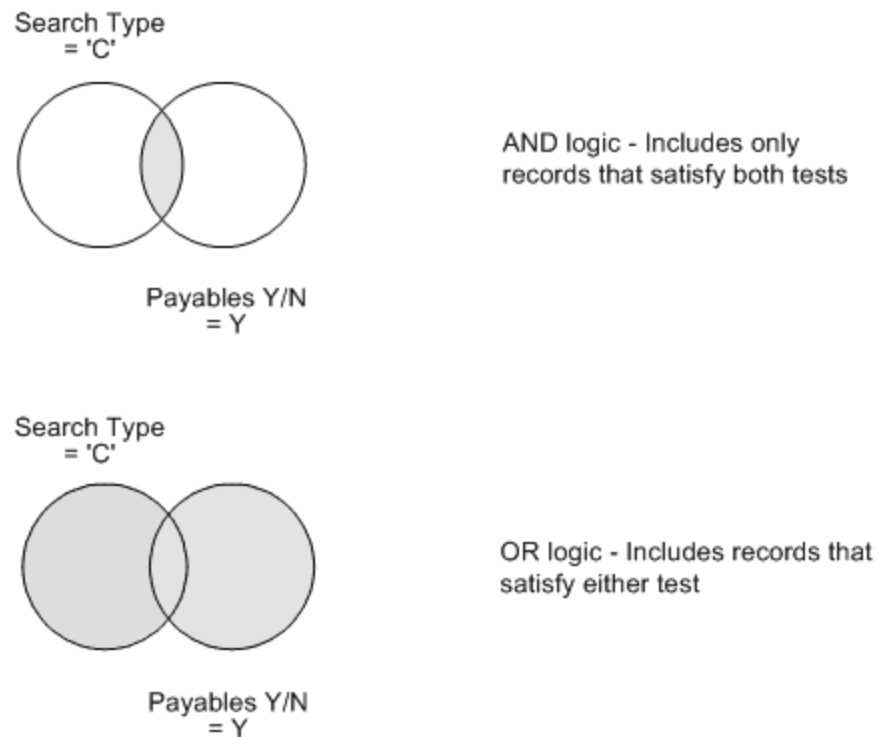 Search Type
= 'C'
AND logic - Includes only
records that satisfy both tests
Payables Y/N
= Y
Search Type
= 'C'
OR logic - Includes records that
satisfy either test
Payables Y/N
= Y